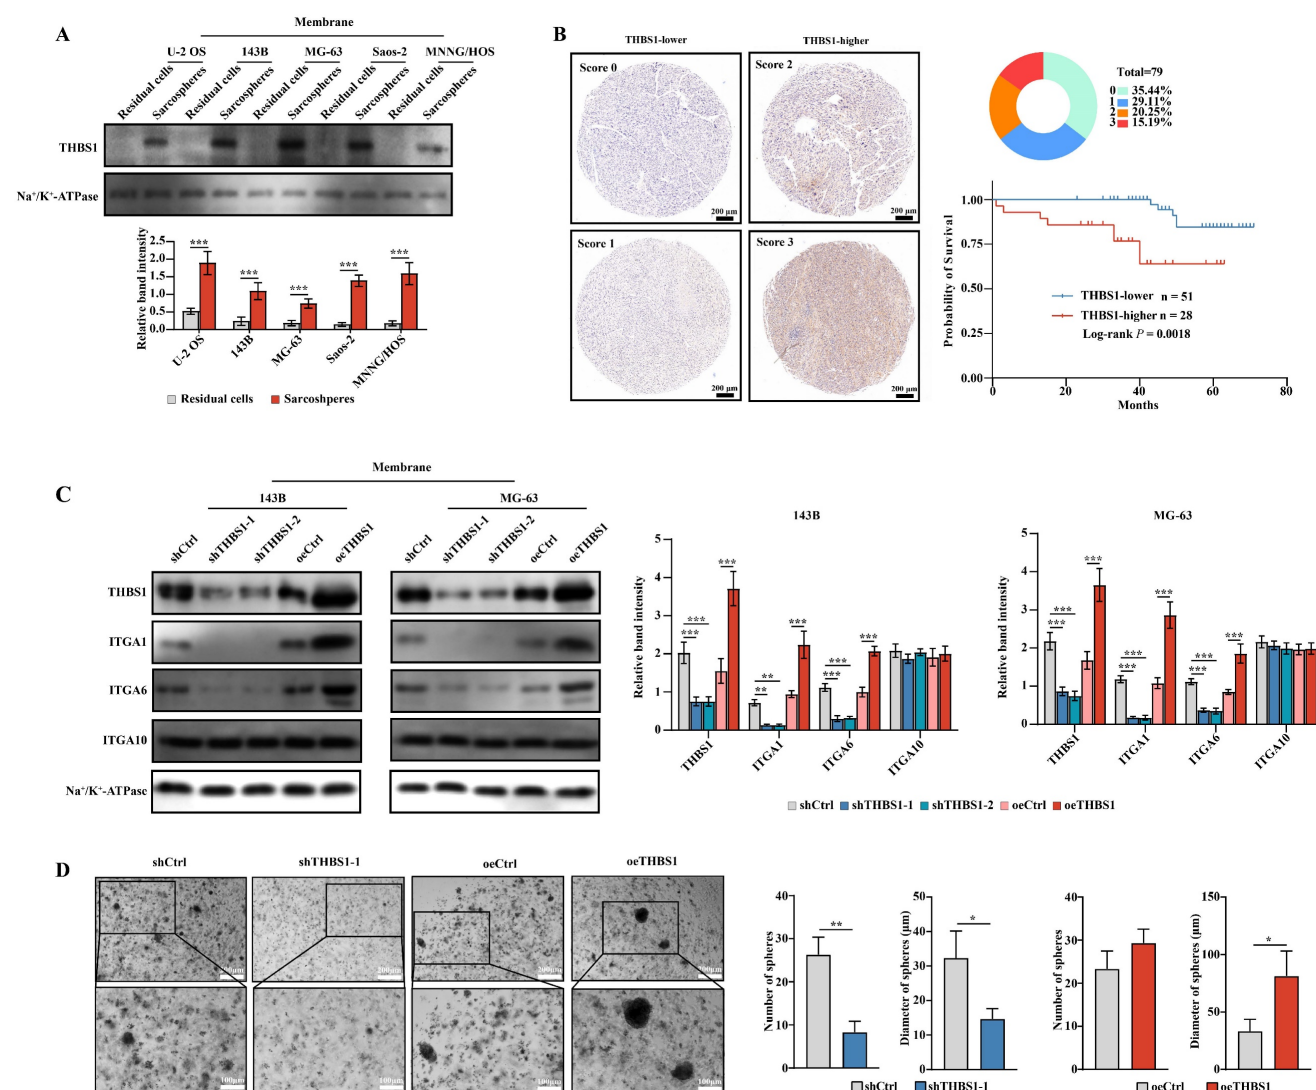 A
Membrane
U-2 OS 143B MG-63 Saos-2 MNNG/HOS
Residual cells Sarcospheres Residual cells Sarcospheres Residual cells Sarcospheres Residual cells Sarcospheres Residual cells Sarcospheres
THBS1
Na⁺/K⁺-ATPase
Relative band intensity
2.5
2.0
1.5
1.0
0.5
0.0
*** *** *** *** ***
U-2 OS 143B MG-63 Saos-2 MNNG/HOS
Residual cells Sarcoshperes
B
THBS1-lower THBS1-higher
Score 0 Score 2
200 μm 200 μm
Score 1 Score 3
200 μm 200 μm
Total=79
0 35.44%
1 29.11%
2 20.25%
3 15.19%
Probability of Survival
1.00
0.75
0.50
0.25
0.00
THBS1-lower n = 51
THBS1-higher n = 28
Log-rank P = 0.0018
0 20 40 60 80
Months
C
Membrane
143B MG-63
shCtrl shTHBS1-1 shTHBS1-2 oeCtrl oeTHBS1 shCtrl shTHBS1-1 shTHBS1-2 oeCtrl oeTHBS1
THBS1
ITGA1
ITGA6
ITGA10
Na⁺/K⁺-ATPase
143B
Relative band intensity
5
4
3
2
1
0
*** *** *** ** ** *** *** *** ***
THBS1 ITGA1 ITGA6 ITGA10
MG-63
Relative band intensity
5
4
3
2
1
0
*** *** *** *** *** *** *** *** ***
THBS1 ITGA1 ITGA6 ITGA10
shCtrl shTHBS1-1 shTHBS1-2 oeCtrl oeTHBS1
D
shCtrl shTHBS1-1 oeCtrl oeTHBS1
200μm 200μm 200μm 200μm
100μm 100μm 100μm 100μm
Number of spheres
40
30
20
10
0
**
Diameter of spheres (μm)
50
40
30
20
10
0
*
shCtrl shTHBS1-1
Number of spheres
40
30
20
10
0
Diameter of spheres (μm)
150
100
50
0
*
oeCtrl oeTHBS1